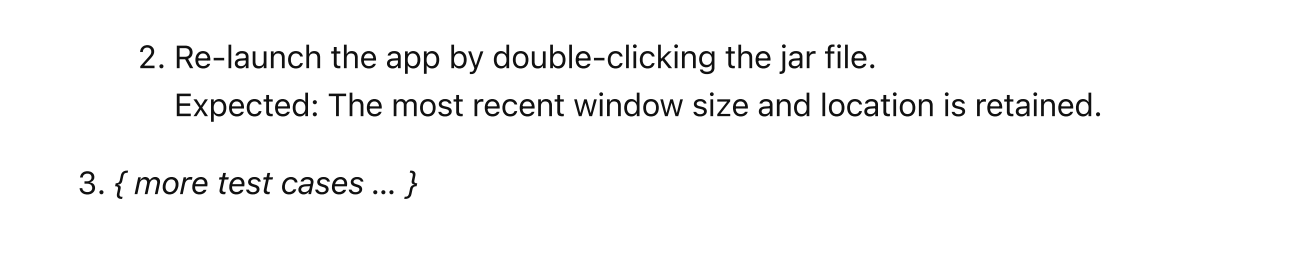 2. Re-launch the app by double-clicking the jar file.
Expected: The most recent window size and location is retained.
3. { more test cases … }